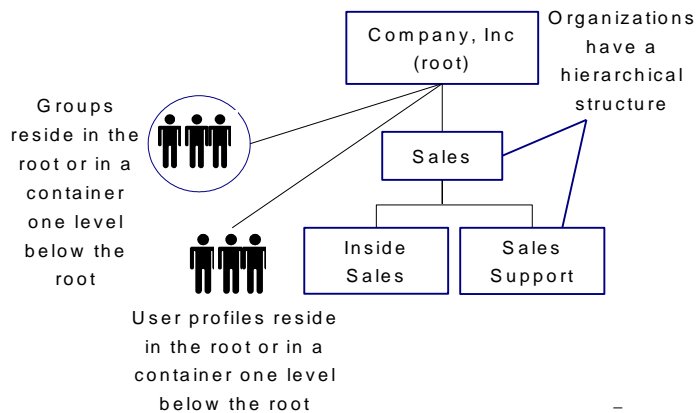 Company, Inc
(root)
Organizations
have a
hierarchical
structure
Groups
reside in the
root or in a
container
one level
below the
root
Sales
Inside
Sales
Sales
Support
User profiles reside
in the root or in a
container one level
below the root